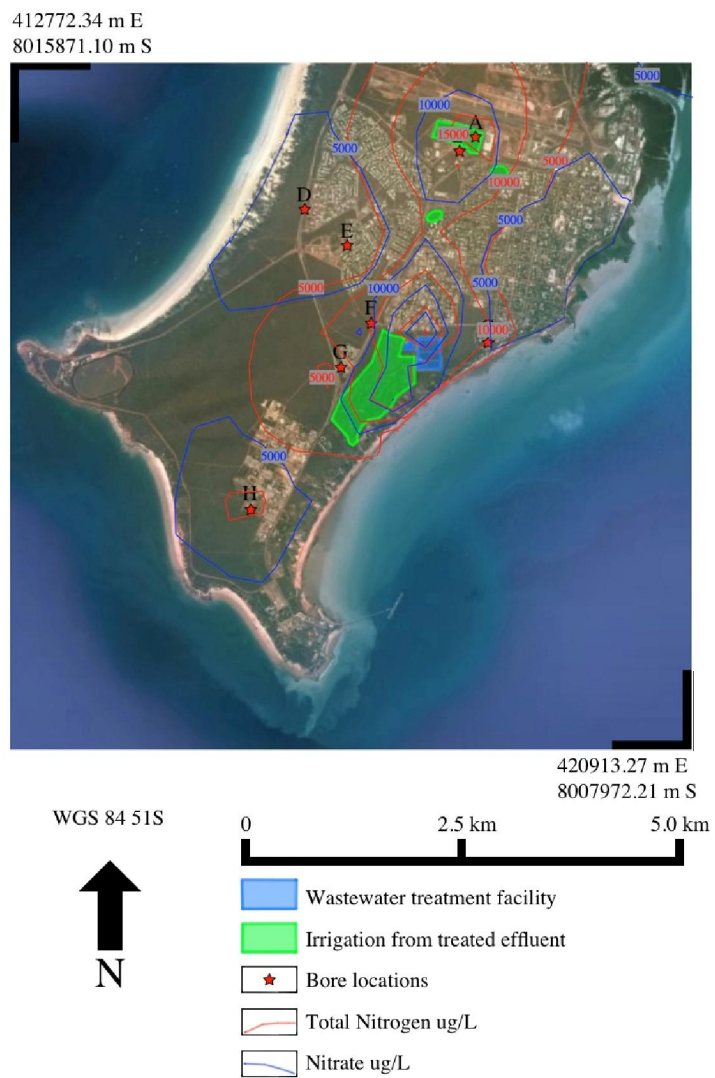 412772.34 m E
8015871.10 m S
5000
10000
A
15000
5000
5000
10000
D
5000
E
5000
5000
10000
F
10000
G
5000
5000
H
420913.27 m E
8007972.21 m S
WGS 84 51S
0 2.5 km 5.0 km
Wastewater treatment facility
Irrigation from treated effluent
N
Bore locations
Total Nitrogen ug/L
Nitrate ug/L